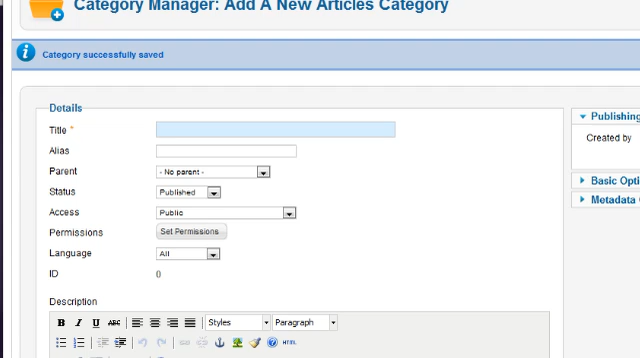 Category Manager: Add A New Articles Category
Category successfully saved
Details
Title *
Alias
Parent - No parent -
Status Published
Access Public
Permissions Set Permissions
Language All
ID 0
Description
B I U ABC Styles Paragraph
HTML
Publishing
Created by
Basic Opti
Metadata